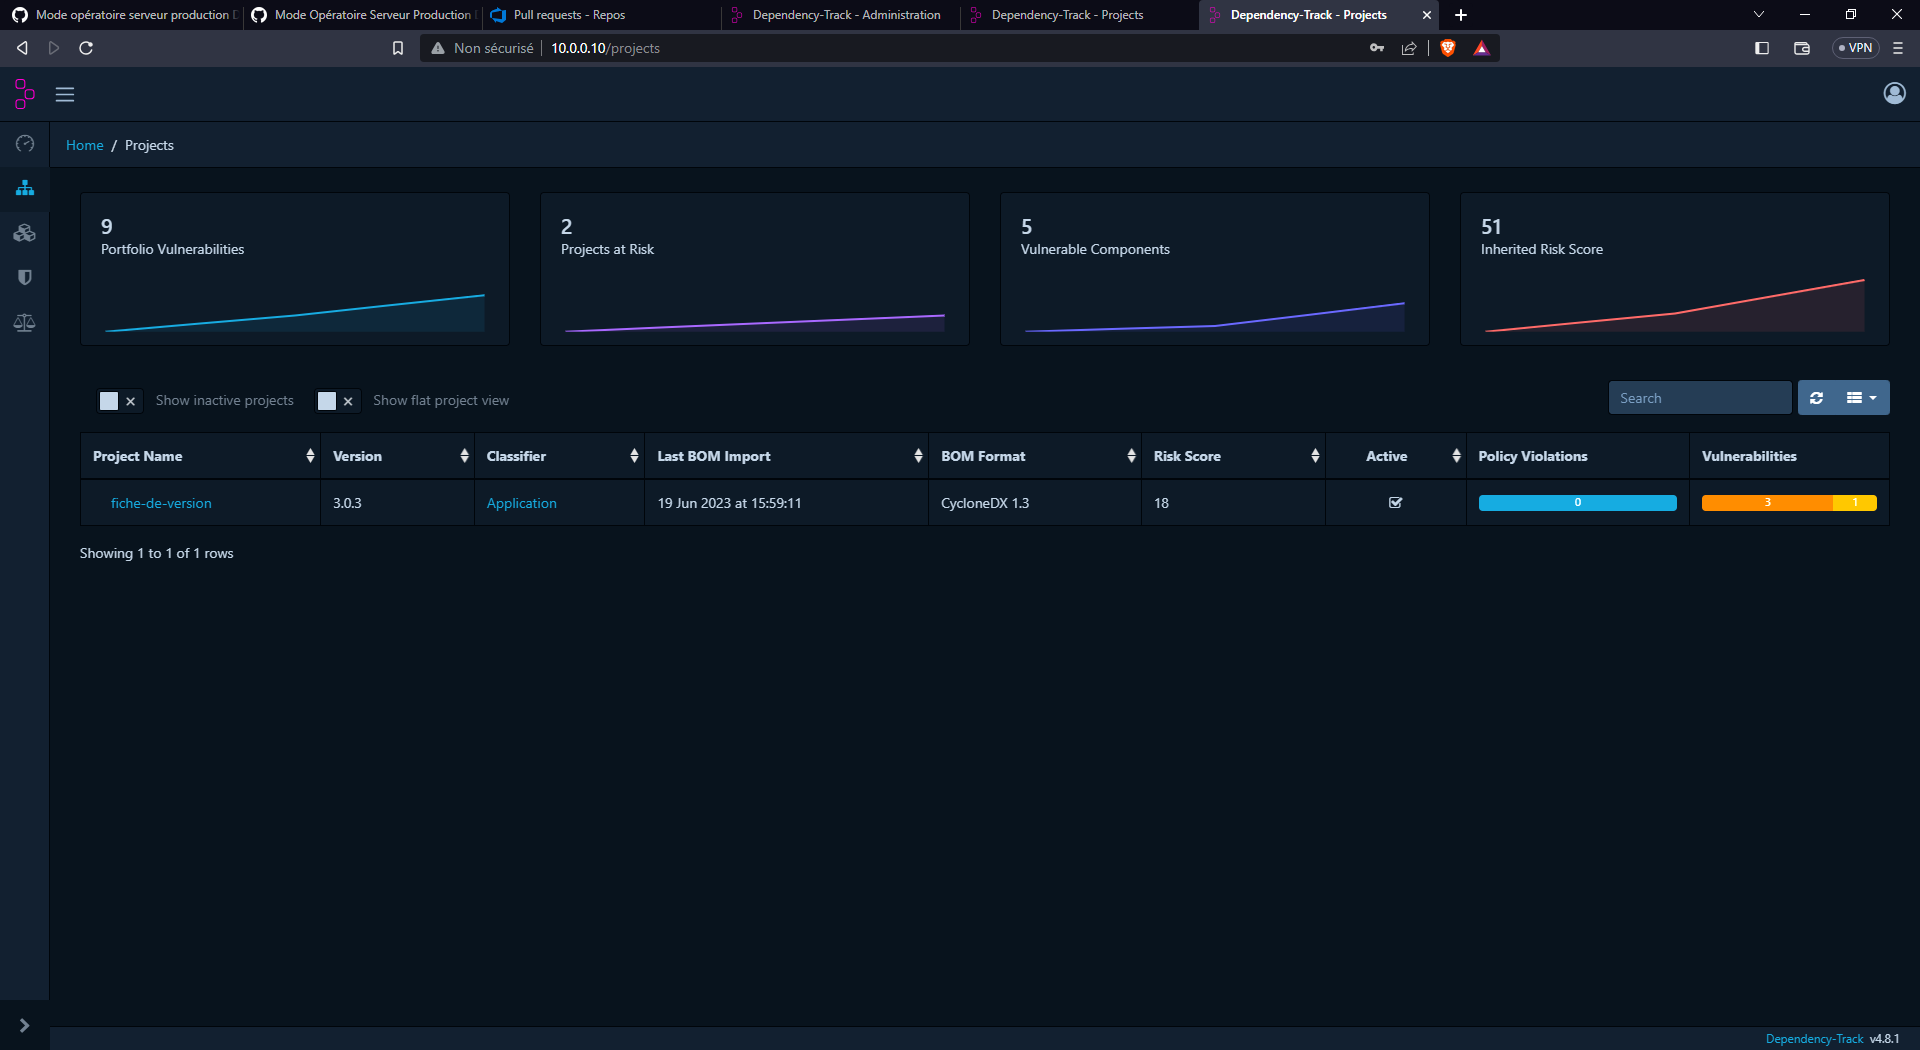 Mode opératoire serveur production D
Mode Opératoire Serveur Production
Pull requests - Repos
Dependency-Track - Administration
Dependency-Track - Projects
Dependency-Track - Projects
Non sécurisé
10.0.0.10/projects
VPN
Home / Projects
9
Portfolio Vulnerabilities
2
Projects at Risk
5
Vulnerable Components
51
Inherited Risk Score
Show inactive projects
Show flat project view
Search
Project Name
Version
Classifier
Last BOM Import
BOM Format
Risk Score
Active
Policy Violations
Vulnerabilities
fiche-de-version
3.0.3
Application
19 Jun 2023 at 15:59:11
CycloneDX 1.3
18
0
3
1
Showing 1 to 1 of 1 rows
Dependency-Track v4.8.1